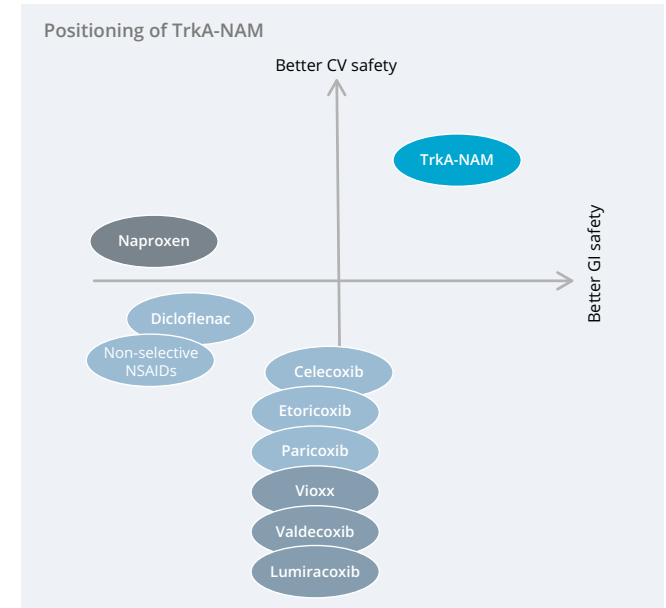 Positioning of TrkA-NAM
Better CV safety
TrkA-NAM
Better GI safety
Naproxen
Dicloflenac
Non-selective
NSAIDs
Celecoxib
Etoricoxib
Paricoxib
Vioxx
Valdecoxib
Lumiracoxib